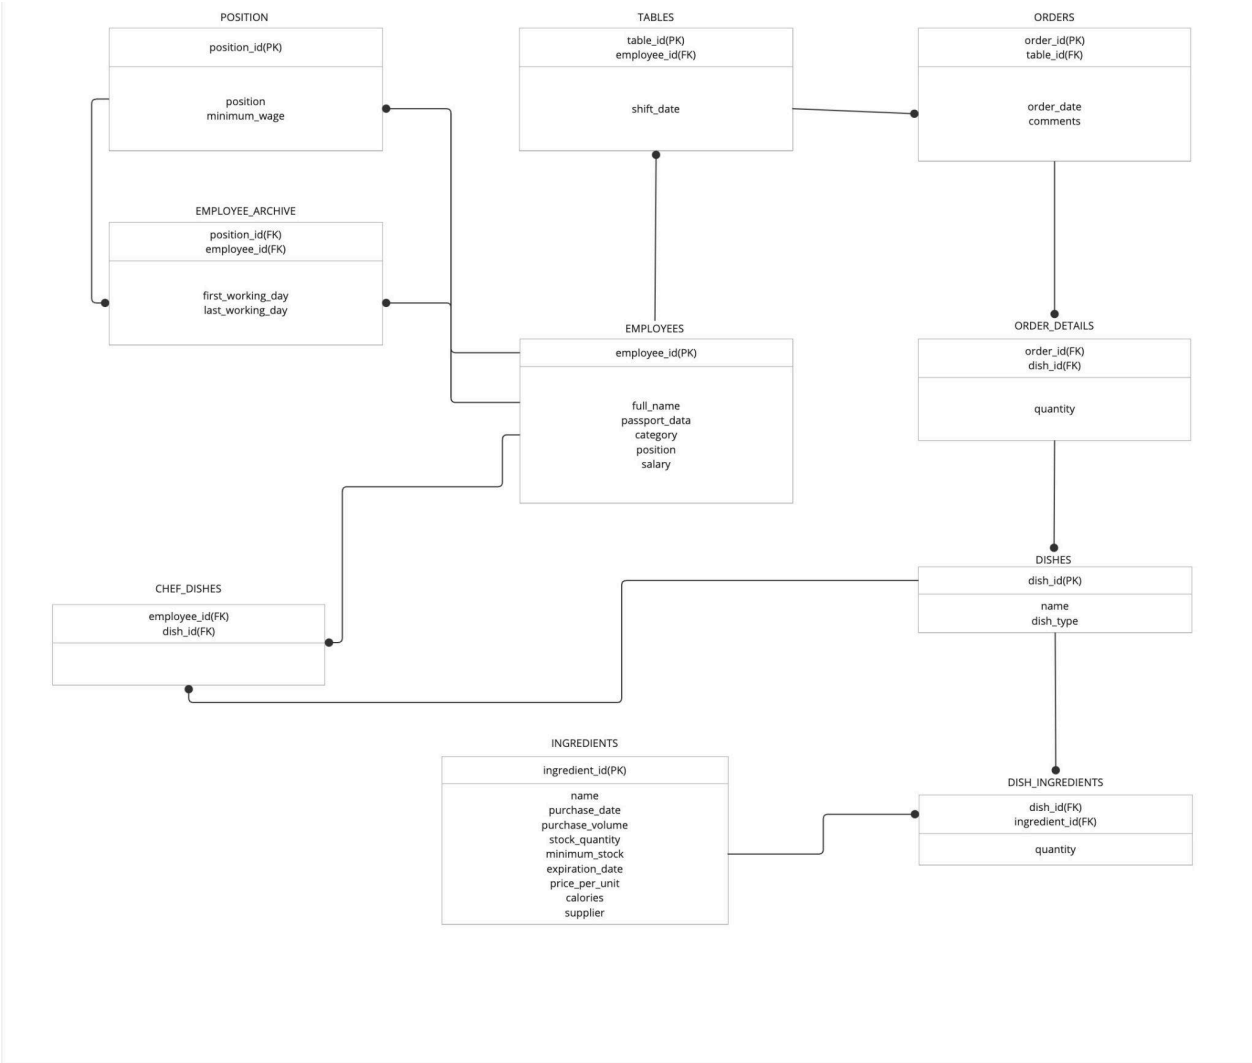 POSITION
position_id(PK)
position
minimum_wage
TABLES
table_id(PK)
employee_id(FK)
shift_date
ORDERS
order_id(PK)
table_id(FK)
order_date
comments
EMPLOYEE_ARCHIVE
position_id(FK)
employee_id(FK)
first_working_day
last_working_day
EMPLOYEES
employee_id(PK)
full_name
passport_data
category
position
salary
ORDER_DETAILS
order_id(FK)
dish_id(FK)
quantity
CHEF_DISHES
employee_id(FK)
dish_id(FK)
DISHES
dish_id(PK)
name
dish_type
INGREDIENTS
ingredient_id(PK)
name
purchase_date
purchase_volume
stock_quantity
minimum_stock
expiration_date
price_per_unit
calories
supplier
DISH_INGREDIENTS
dish_id(FK)
ingredient_id(FK)
quantity